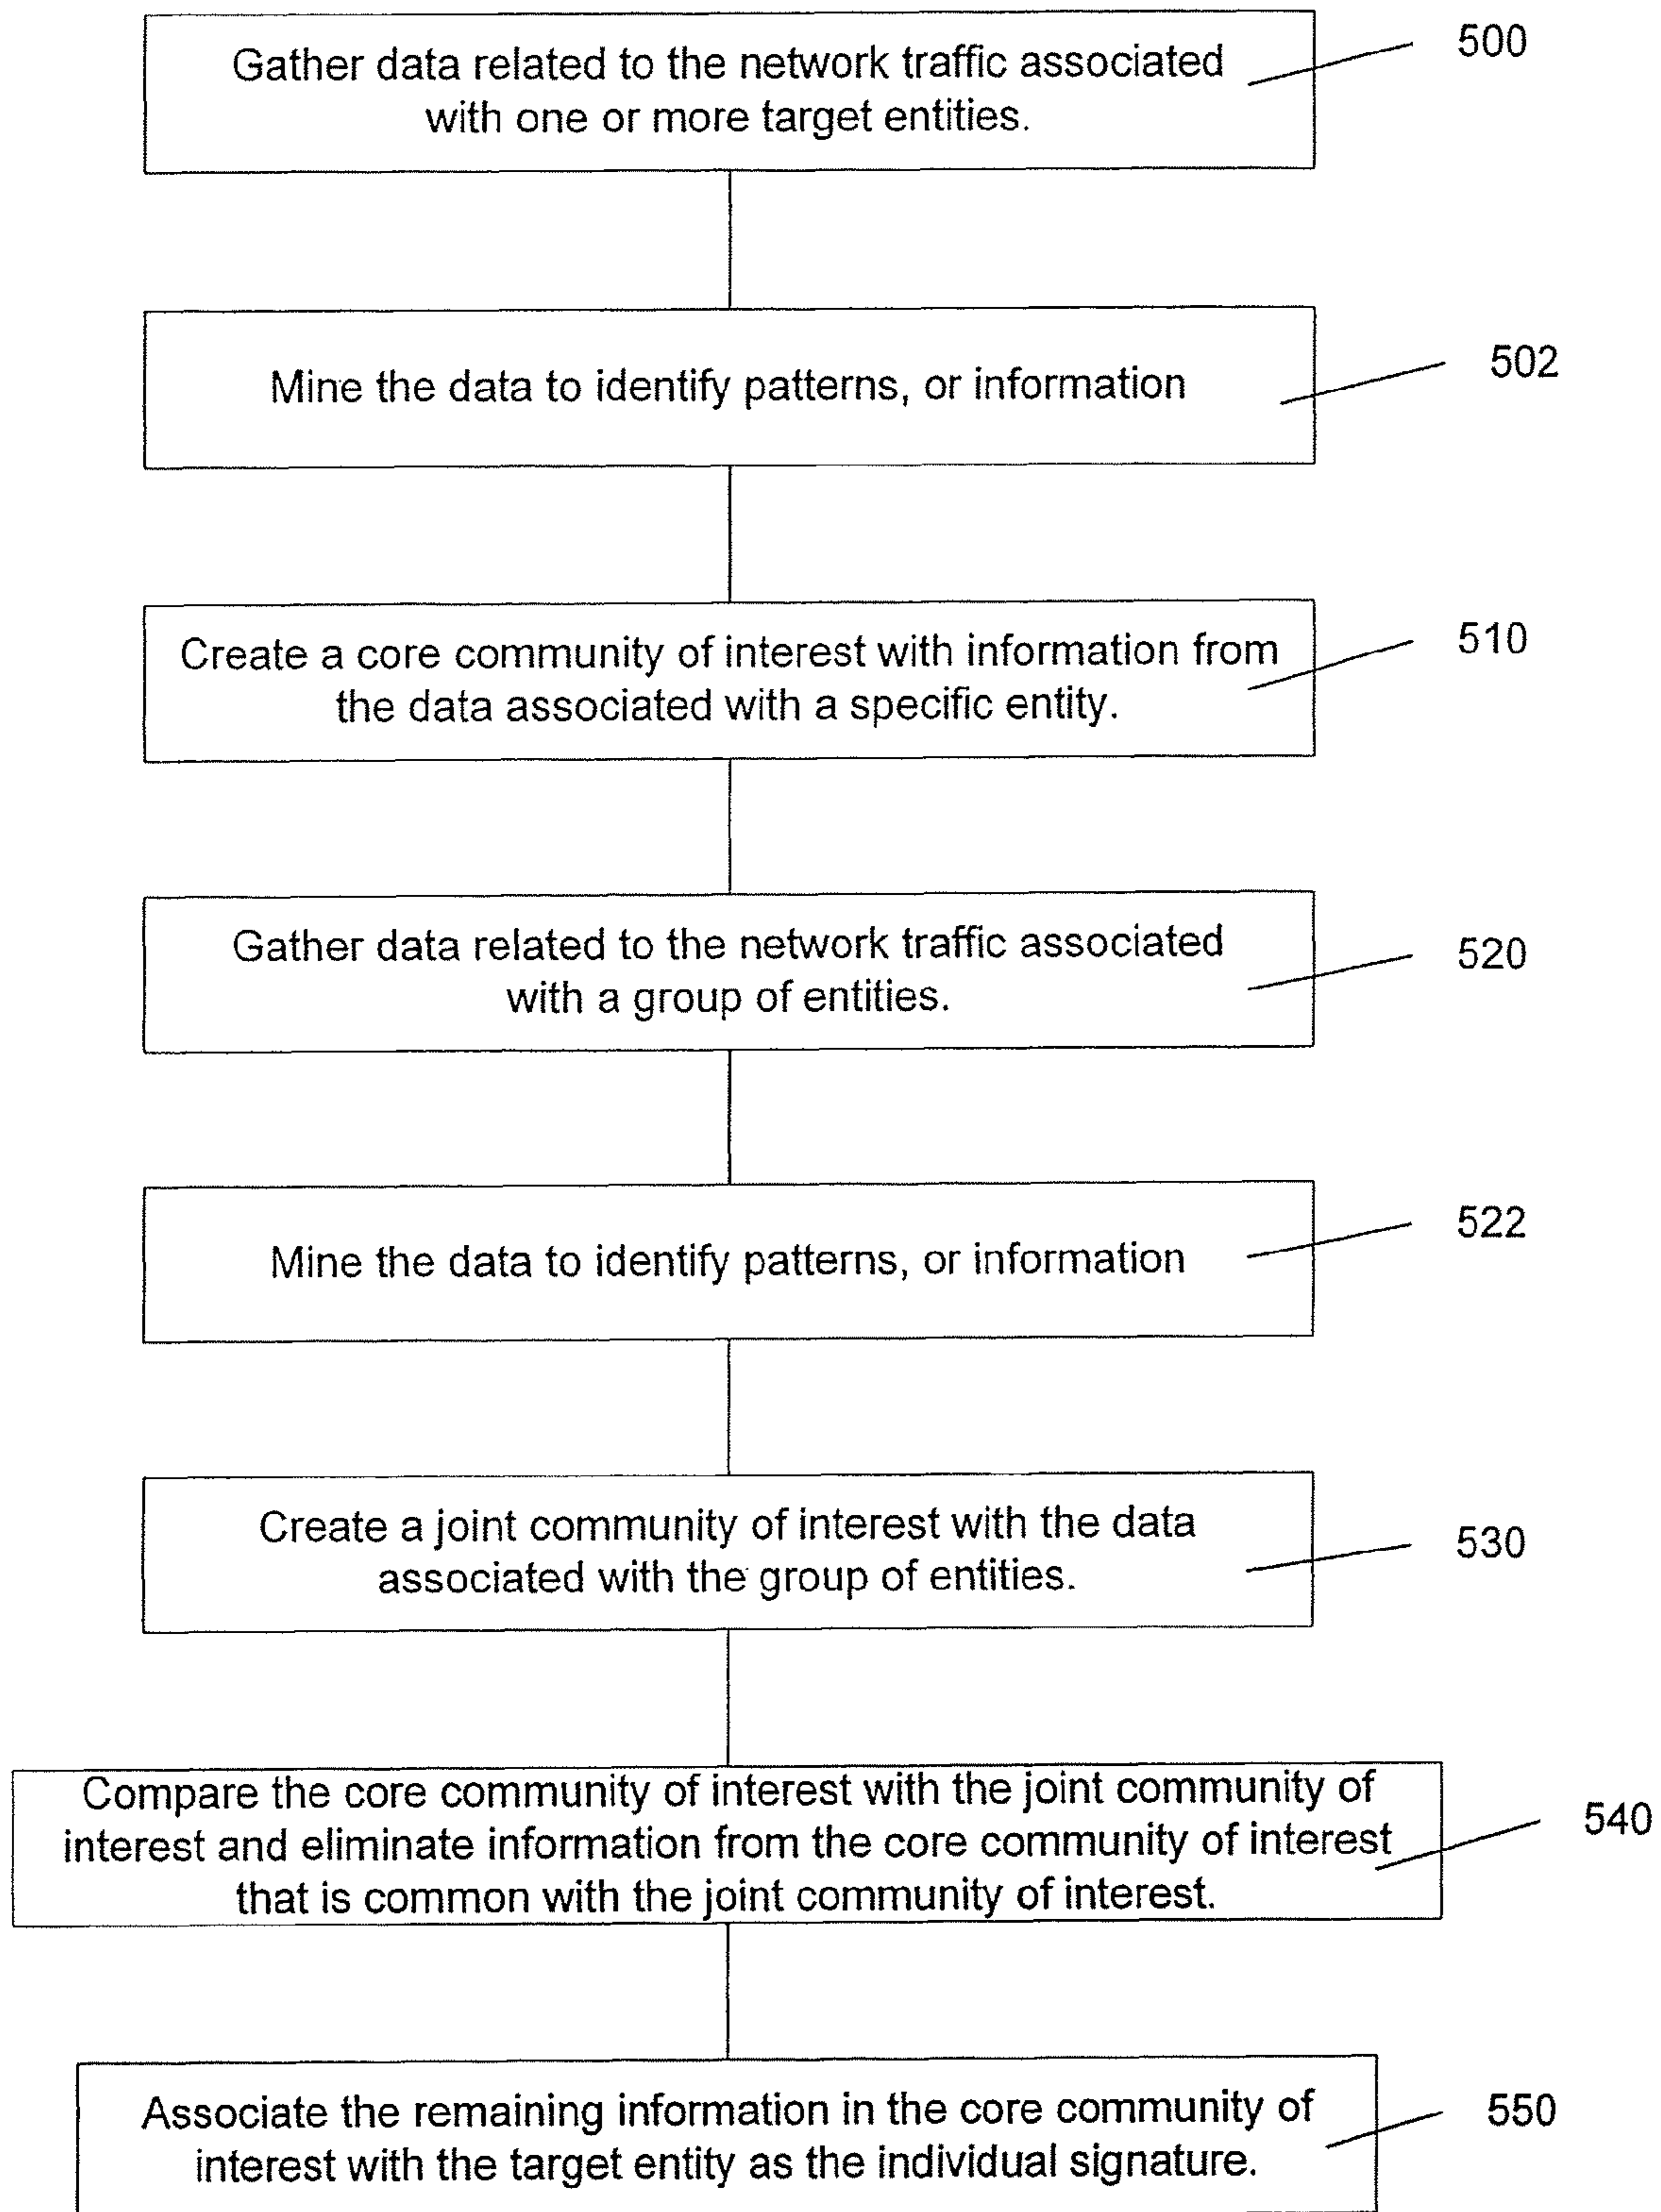 Gather data related to the network traffic associated
with one or more target entities.
500
Mine the data to identify patterns, or information
502
Create a core community of interest with information from
the data associated with a specific entity.
510
Gather data related to the network traffic associated
with a group of entities.
520
Mine the data to identify patterns, or information
522
Create a joint community of interest with the data
associated with the group of entities.
530
Compare the core community of interest with the joint community of
interest and eliminate information from the core community of interest
that is common with the joint community of interest.
540
Associate the remaining information in the core community of
interest with the target entity as the individual signature.
550